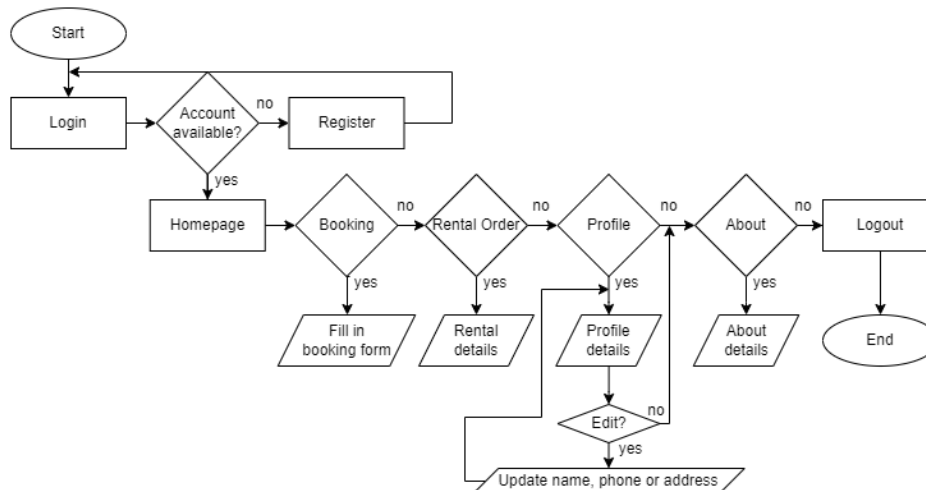 Start
Login
Account
available?
no
Register
yes
Homepage
Booking
no
Rental Order
no
Profile
no
About
no
Logout
yes
yes
yes
yes
Fill in
booking form
Rental
details
Profile
details
About
details
End
Edit?
no
yes
Update name, phone or address